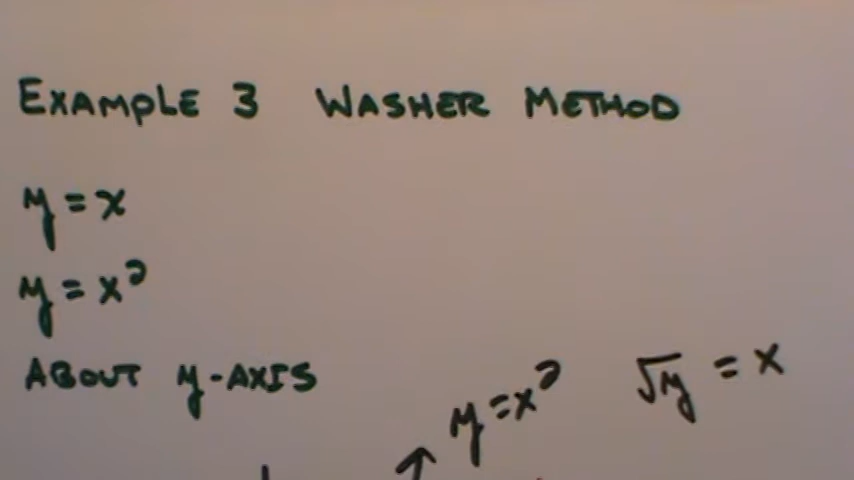 EXAMPLE 3 WASHER METHOD
y = x
y = x²
ABOUT y-AXIS
y = x² √y = x